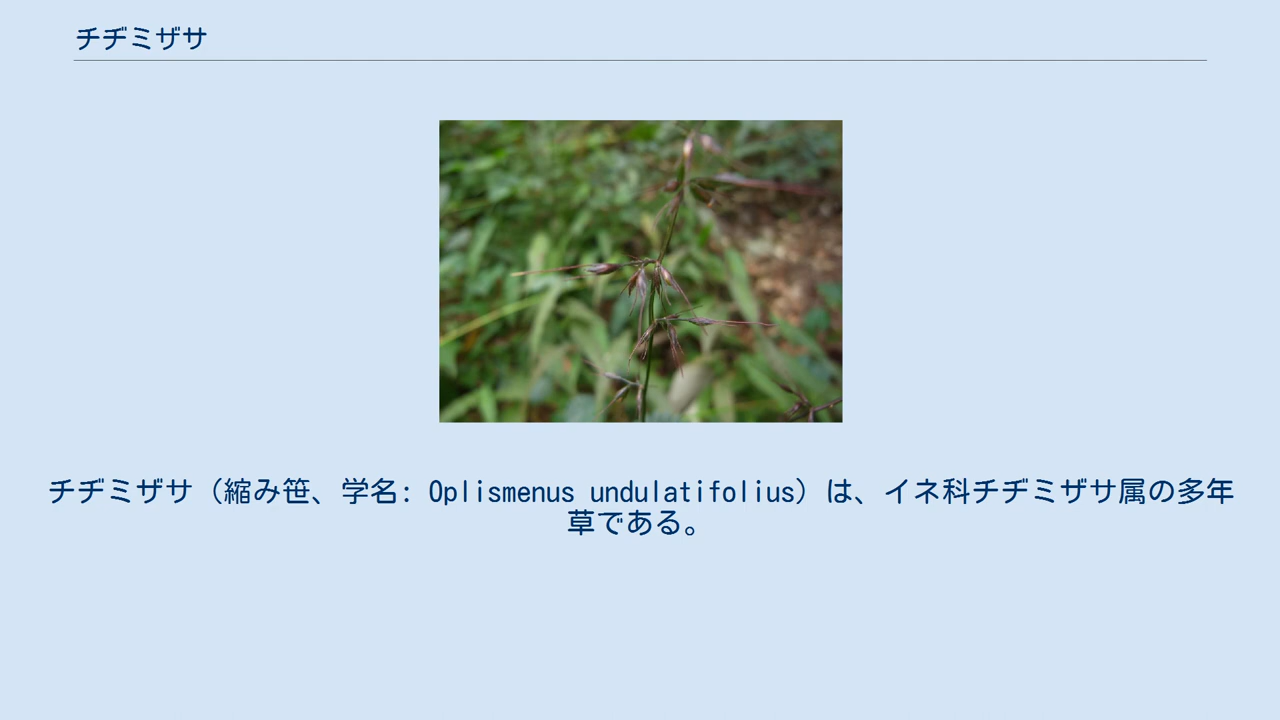 チヂミザサ
チヂミザサ（縮み笹、学名: Oplismenus undulatifolius）は、イネ科チヂミザサ属の多年
草である。